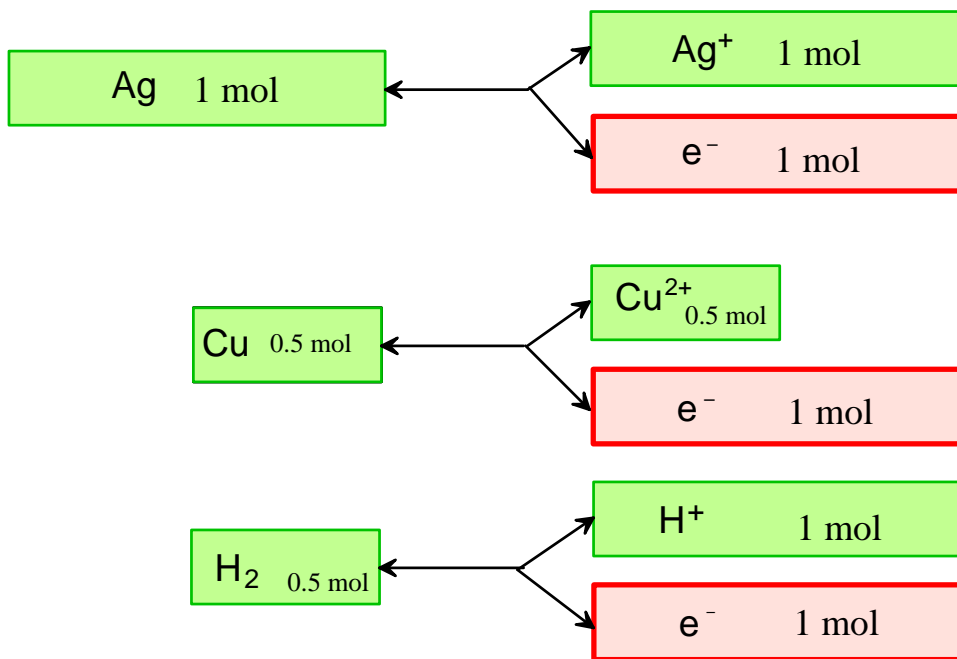 Ag⁺ 1 mol
Ag 1 mol
e⁻ 1 mol
Cu²⁺ 0.5 mol
Cu 0.5 mol
e⁻ 1 mol
H⁺ 1 mol
H₂ 0.5 mol
e⁻ 1 mol